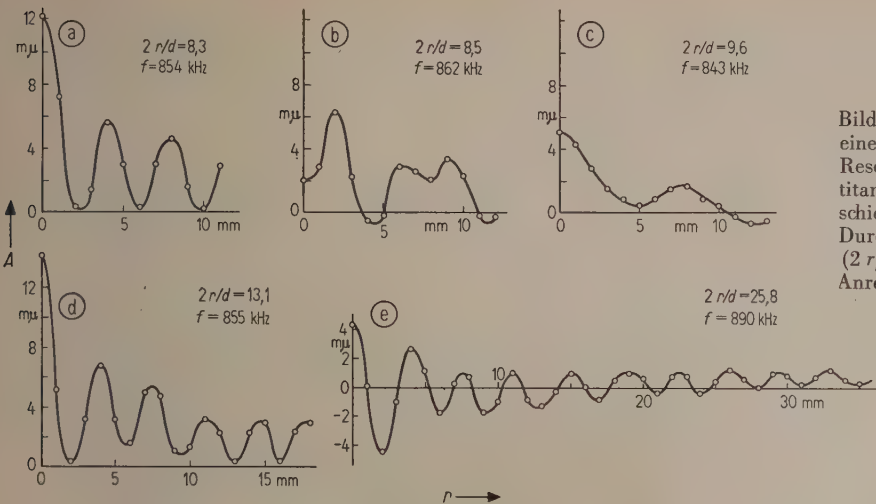 a
2 r/d=8,3
f=854 kHz
12
mμ
8
4
0
0
5
10
mm
b
2 r/d=8,5
f=862 kHz
8
mμ
4
0
5
mm
10
c
2 r/d=9,6
f=843 kHz
8
mμ
4
0
0
5
mm
10
A
d
2 r/d=13,1
f = 855 kHz
12
mμ
8
4
0
0
5
10
15
mm
e
2 r/d=25,8
f = 890 kHz
4
mμ
2
0
-2
-4
10
20
30 mm
r
Bild
eine
Rese
titan
schie
Durc
(2 r
Anre